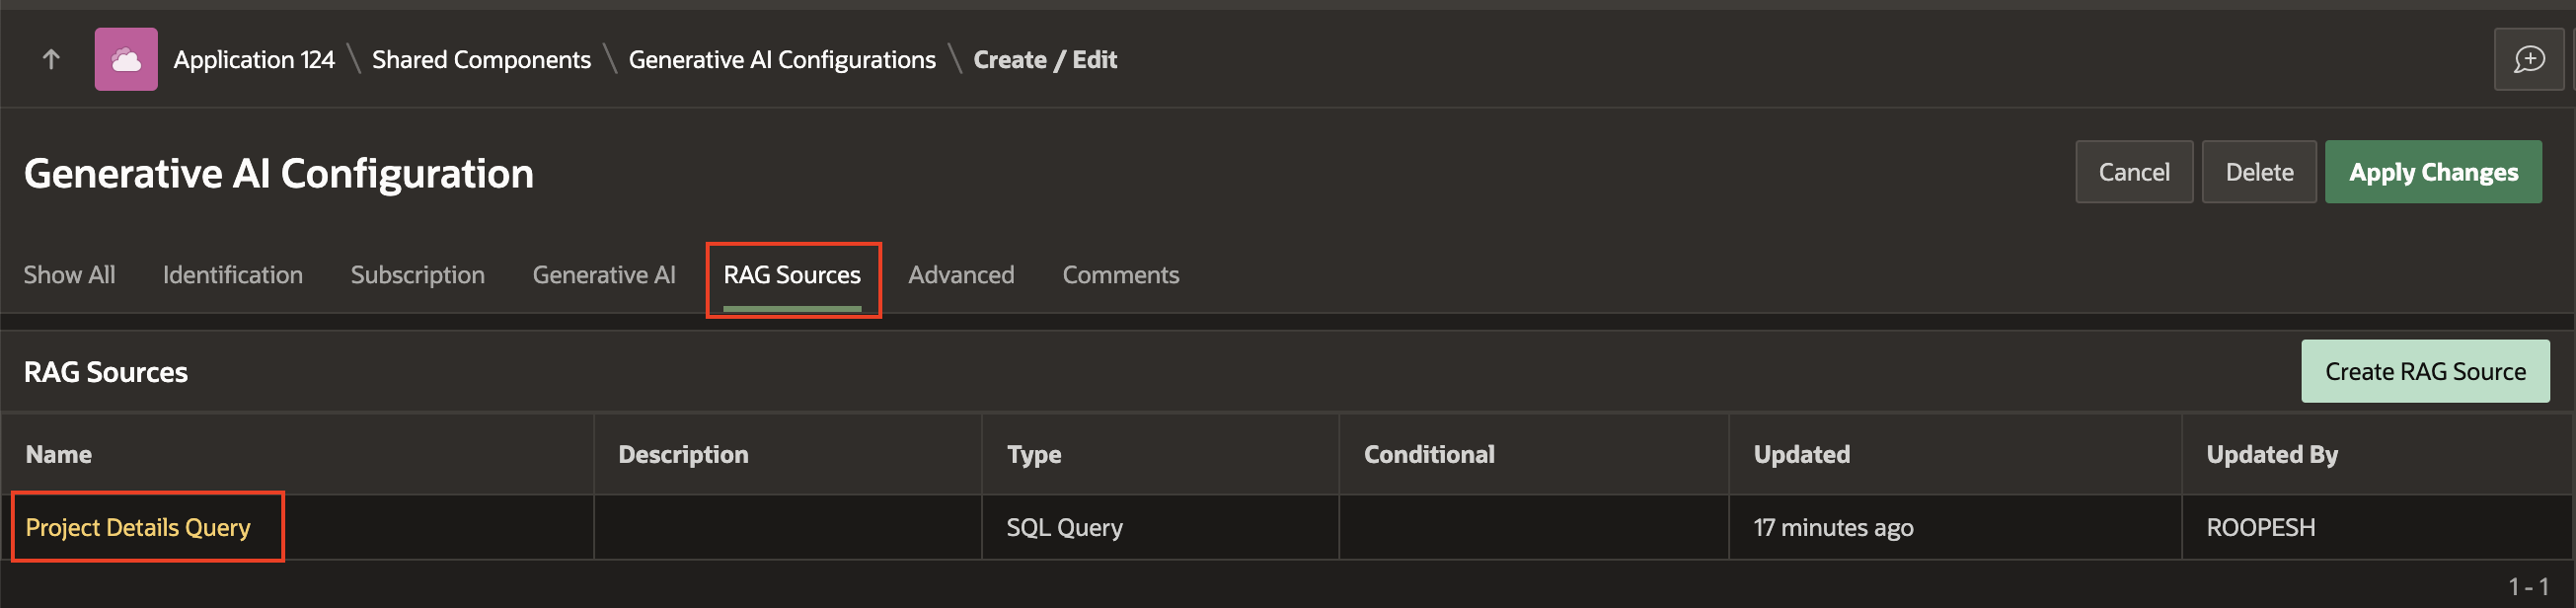 Application 124 \ Shared Components \ Generative AI Configurations \ Create / Edit
Generative AI Configuration
Cancel Delete Apply Changes
Show All Identification Subscription Generative AI RAG Sources Advanced Comments
RAG Sources
Create RAG Source
Name Description Type Conditional Updated Updated By
Project Details Query SQL Query 17 minutes ago ROOPESH
1 - 1